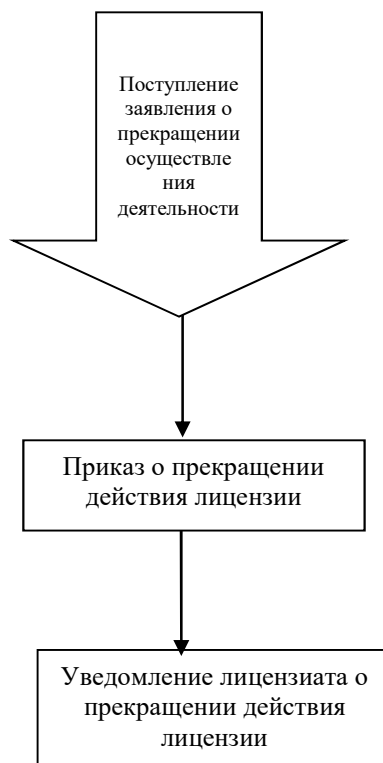 Поступление
заявления о
прекращении
осуществле
ния
деятельности
Приказ о прекращении
действия лицензии
Уведомление лицензиата о
прекращении действия
лицензии